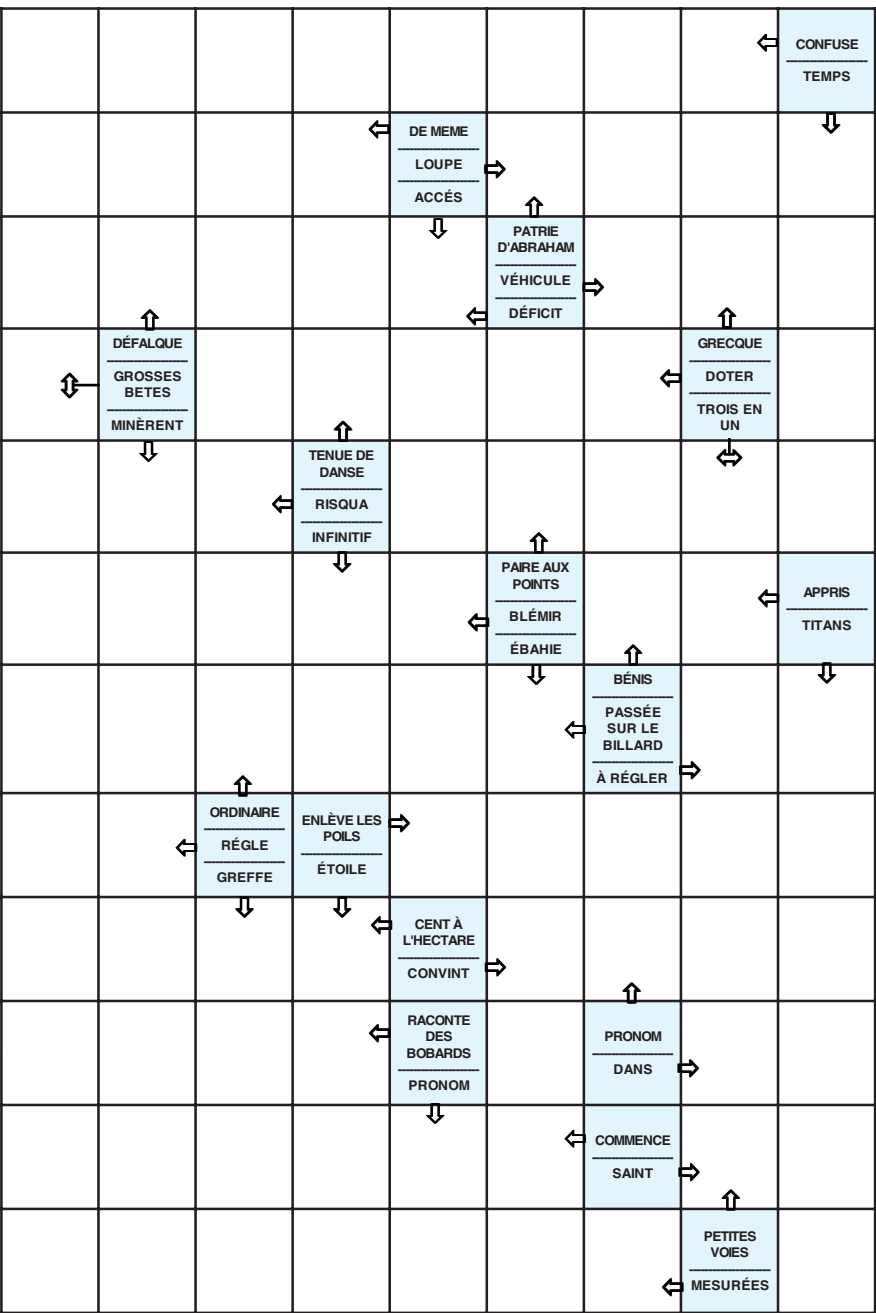 CONFUSE
TEMPS
DE MEME
LOUPE
ACCÉS
PATRIE
D'ABRAHAM
VÉHICULE
DÉFICIT
DÉFALQUE
GROSSES
BETES
MINÈRENT
GRECQUE
DOTER
TROIS EN
UN
TENUE DE
DANSE
RISQUA
INFINITIF
PAIRE AUX
POINTS
BLÉMIR
ÉBAHIE
APPRIS
TITANS
BÉNIS
PASSÉE
SUR LE
BILLARD
À RÉGLER
ORDINAIRE
RÉGLE
GREFFE
ENLÈVE LES
POILS
ÉTOILE
CENT À
L'HECTARE
CONVINT
RACONTE
DES
BOBARDS
PRONOM
PRONOM
DANS
COMMENCE
SAINT
PETITES
VOIES
MESURÉES